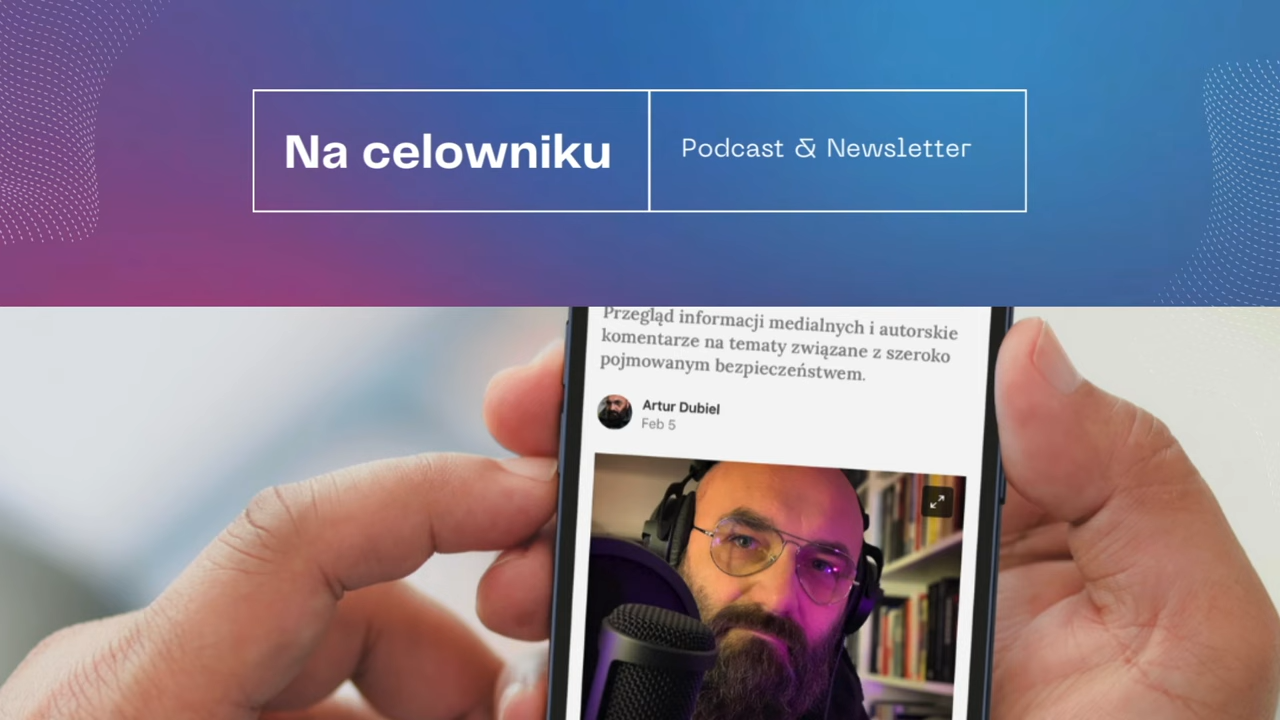 Na celowniku
Podcast & Newsletter
Przegląd informacji medialnych i autorskie
komentarze na tematy związane z szeroko
pojmowanym bezpieczeństwem.
Artur Dubiel
Feb 5